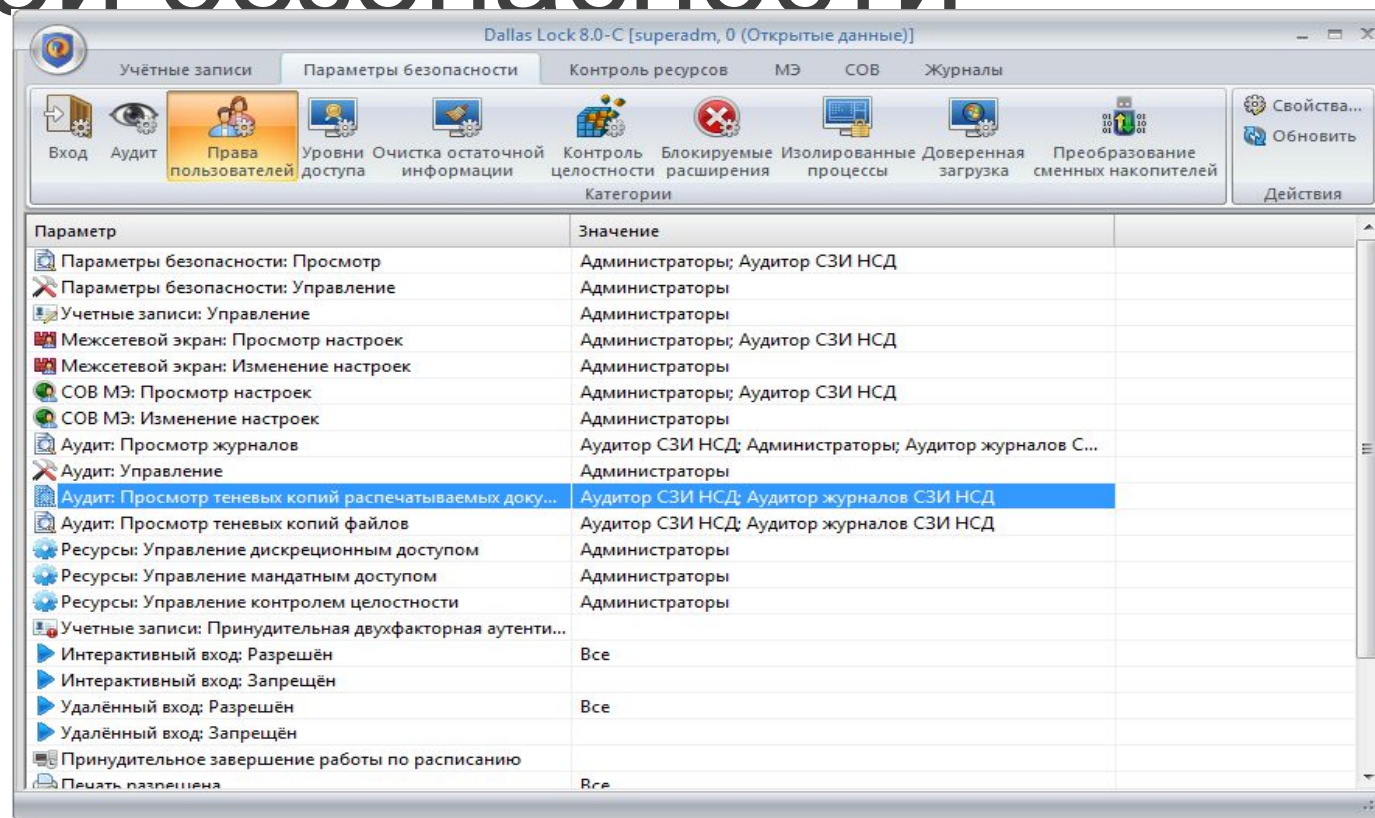 ой безопасности
Dallas Lock 8.0-C [superadm, 0 (Открытые данные)]
Учётные записи Параметры безопасности Контроль ресурсов МЭ СОВ Журналы
Вход Аудит Права пользователей Уровни доступа Очистка остаточной информации Контроль целостности Блокируемые расширения Изолированные процессы Доверенная загрузка Преобразование сменных накопителей
Свойства...
Обновить
Категории Действия
Параметр Значение
Параметры безопасности: Просмотр Администраторы; Аудитор СЗИ НСД
Параметры безопасности: Управление Администраторы
Учетные записи: Управление Администраторы
Межсетевой экран: Просмотр настроек Администраторы; Аудитор СЗИ НСД
Межсетевой экран: Изменение настроек Администраторы
СОВ МЭ: Просмотр настроек Администраторы; Аудитор СЗИ НСД
СОВ МЭ: Изменение настроек Администраторы
Аудит: Просмотр журналов Аудитор СЗИ НСД; Администраторы; Аудитор журналов С...
Аудит: Управление Администраторы
Аудит: Просмотр теневых копий распечатываемых доку... Аудитор СЗИ НСД; Аудитор журналов СЗИ НСД
Аудит: Просмотр теневых копий файлов Аудитор СЗИ НСД; Аудитор журналов СЗИ НСД
Ресурсы: Управление дискреционным доступом Администраторы
Ресурсы: Управление мандатным доступом Администраторы
Ресурсы: Управление контролем целостности Администраторы
Учетные записи: Принудительная двухфакторная аутенти...
Интерактивный вход: Разрешён Все
Интерактивный вход: Запрещён
Удалённый вход: Разрешён Все
Удалённый вход: Запрещён
Принудительное завершение работы по расписанию
Печать разрешена Все